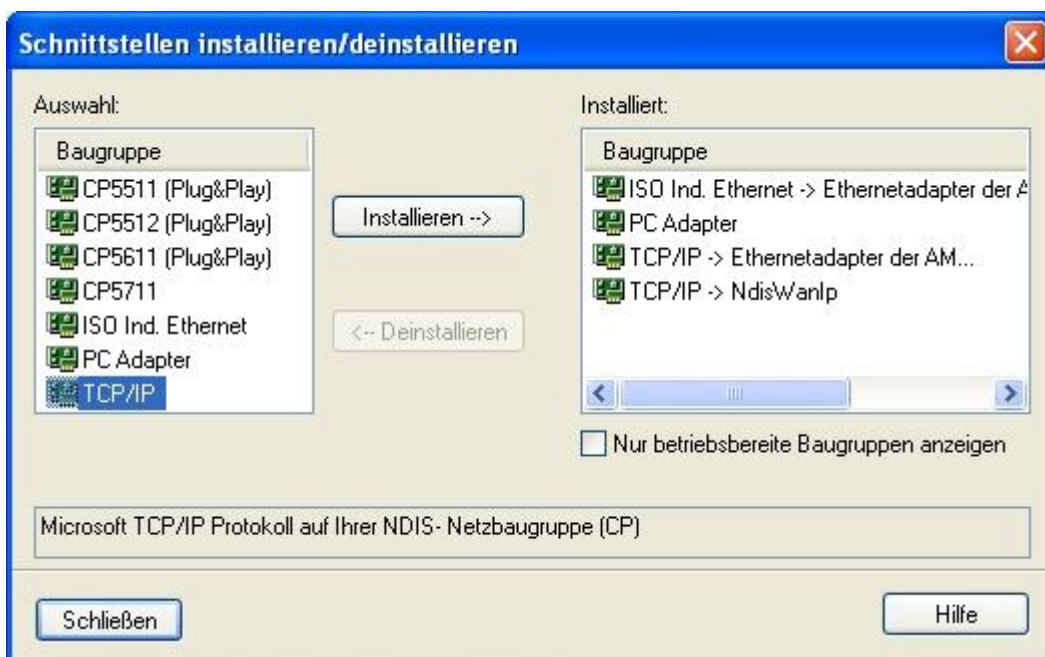 Schnittstellen installieren/deinstallieren
Auswahl:
Baugruppe
CP5511 (Plug&Play)
CP5512 (Plug&Play)
CP5611 (Plug&Play)
CP5711
ISO Ind. Ethernet
PC Adapter
TCP/IP
Installieren -->
<-- Deinstallieren
Installiert:
Baugruppe
ISO Ind. Ethernet -> Ethernetadapter der A
PC Adapter
TCP/IP -> Ethernetadapter der AM...
TCP/IP -> NdisWanIp
Nur betriebsbereite Baugruppen anzeigen
Microsoft TCP/IP Protokoll auf Ihrer NDIS- Netzbaugruppe (CP)
Schließen
Hilfe